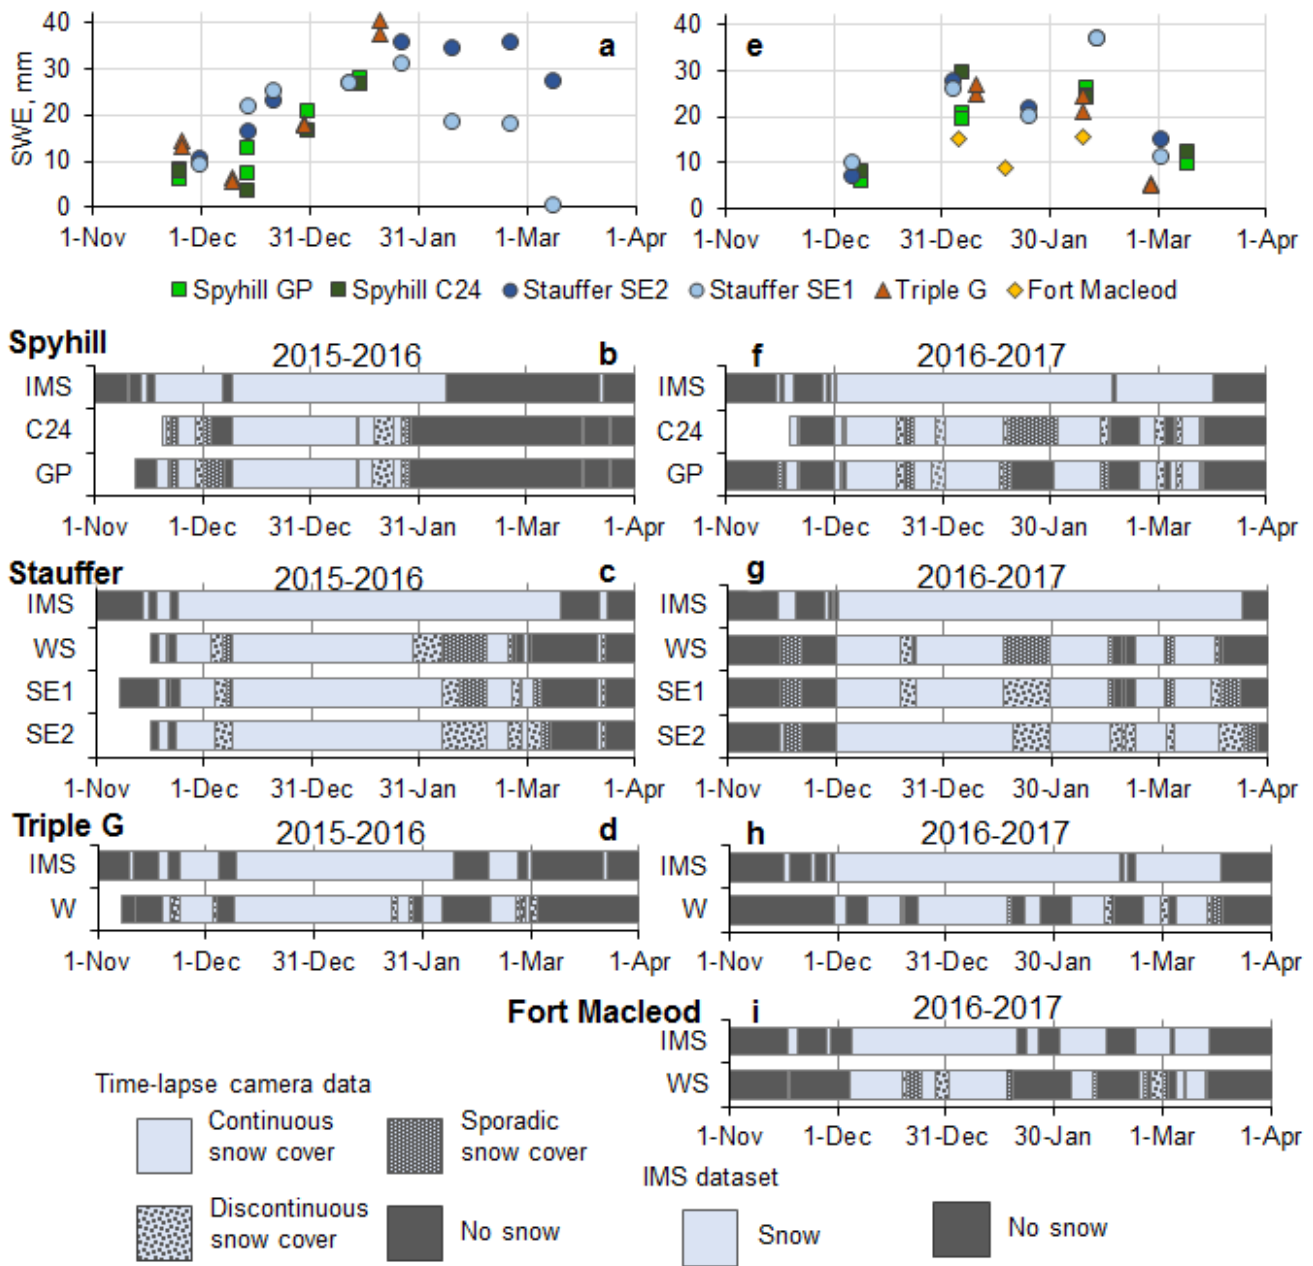 SWE, mm
40
30
20
10
0
a
1-Nov 1-Dec 31-Dec 31-Jan 1-Mar 1-Apr
40
30
20
10
0
e
1-Nov 1-Dec 31-Dec 30-Jan 1-Mar 1-Apr
Spyhill GP Spyhill C24 Stauffer SE2 Stauffer SE1 Triple G Fort Macleod
Spyhill
2015-2016 b
IMS
C24
GP
1-Nov 1-Dec 31-Dec 31-Jan 1-Mar 1-Apr
f 2016-2017
IMS
C24
GP
1-Nov 1-Dec 31-Dec 30-Jan 1-Mar 1-Apr
Stauffer
2015-2016 c
IMS
WS
SE1
SE2
1-Nov 1-Dec 31-Dec 31-Jan 1-Mar 1-Apr
g 2016-2017
IMS
WS
SE1
SE2
1-Nov 1-Dec 31-Dec 30-Jan 1-Mar 1-Apr
Triple G
2015-2016 d
IMS
W
1-Nov 1-Dec 31-Dec 31-Jan 1-Mar 1-Apr
h 2016-2017
IMS
W
1-Nov 1-Dec 31-Dec 30-Jan 1-Mar 1-Apr
Fort Macleod i 2016-2017
IMS
WS
1-Nov 1-Dec 31-Dec 30-Jan 1-Mar 1-Apr
Time-lapse camera data
Continuous
snow cover
Sporadic
snow cover
Discontinuous
snow cover
No snow
IMS dataset
Snow
No snow